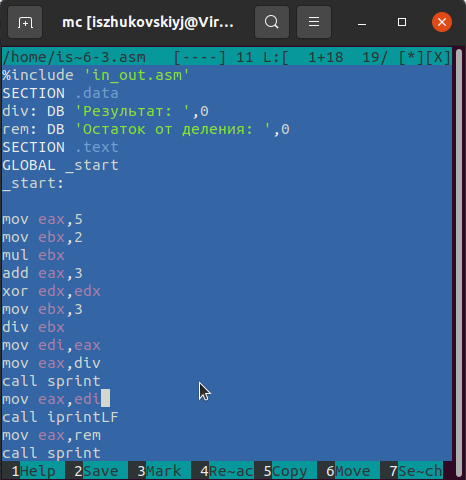 mc [iszhukovskiyj@Vir...
/home/is~6-3.asm [----] 11 L:[ 1+18 19/ [*][X]
%include 'in_out.asm'
SECTION .data
div: DB 'Результат: ',0
rem: DB 'Остаток от деления: ',0
SECTION .text
GLOBAL _start
_start:
mov eax,5
mov ebx,2
mul ebx
add eax,3
xor edx,edx
mov ebx,3
div ebx
mov edi,eax
mov eax,div
call sprint
mov eax,edi
call iprintLF
mov eax,rem
call sprint
1Help 2Save 3Mark 4Re~ac 5Copy 6Move 7Se~ch